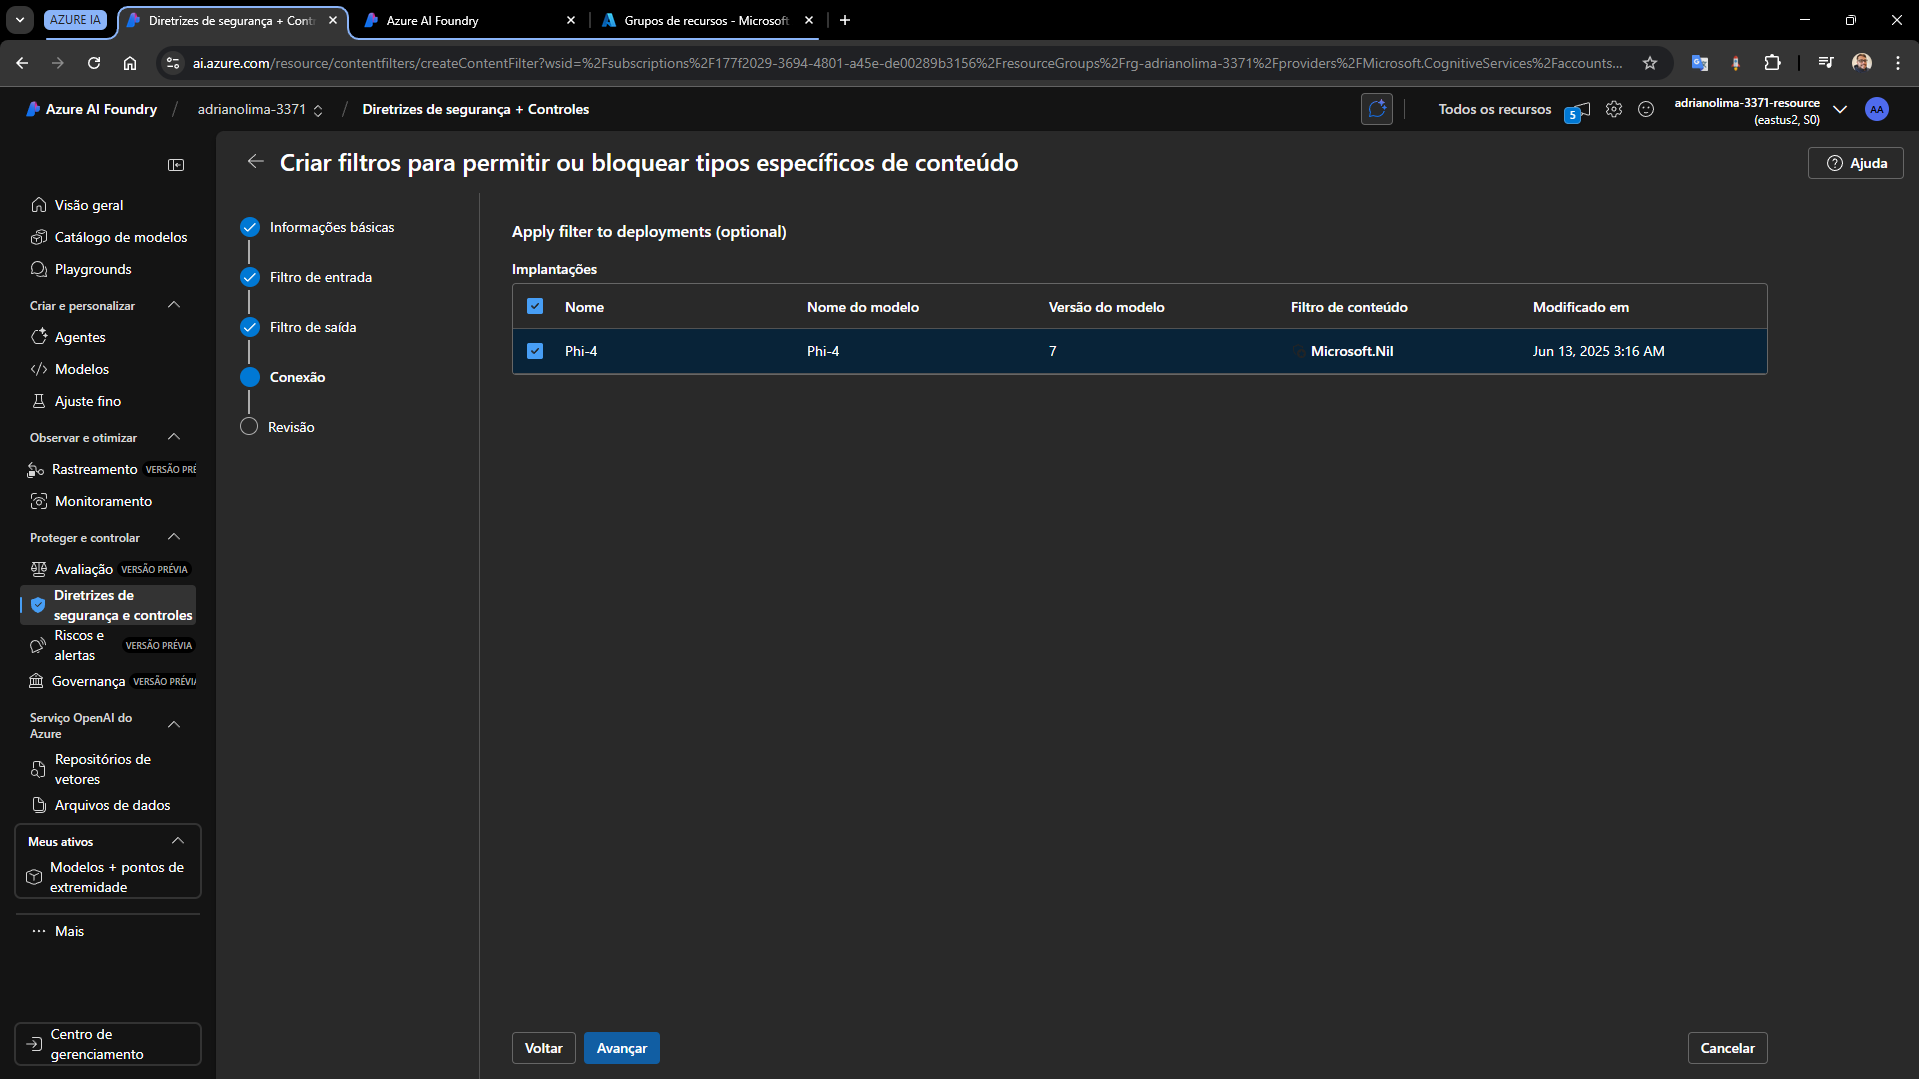 AZURE IA
Diretrizes de segurança + Contr
Azure AI Foundry
Grupos de recursos - Microsoft
ai.azure.com/resource/contentfilters/createContentFilter?wsid=%2Fsubscriptions%2F177f2029-3694-4801-a45e-de00289b3156%2FresourceGroups%2Frg-adrianolima-3371%2Fproviders%2FMicrosoft.CognitiveServices%2Faccounts...
Azure AI Foundry / adrianolima-3371 / Diretrizes de segurança + Controles
Todos os recursos
5
adrianolima-3371-resource
(eastus2, S0)
AA
Criar filtros para permitir ou bloquear tipos específicos de conteúdo
Ajuda
Visão geral
Catálogo de modelos
Playgrounds
Criar e personalizar
Agentes
Modelos
Ajuste fino
Observar e otimizar
Rastreamento VERSÃO PRÉ
Monitoramento
Proteger e controlar
Avaliação VERSÃO PRÉVIA
Diretrizes de
segurança e controles
Riscos e
alertas
VERSÃO PRÉVIA
Governança VERSÃO PRÉVIA
Serviço OpenAI do
Azure
Repositórios de
vetores
Arquivos de dados
Meus ativos
Modelos + pontos de
extremidade
Mais
Centro de
gerenciamento
Informações básicas
Filtro de entrada
Filtro de saída
Conexão
Revisão
Apply filter to deployments (optional)
Implantações
Nome Nome do modelo Versão do modelo Filtro de conteúdo Modificado em
Phi-4 Phi-4 7 Microsoft.Nil Jun 13, 2025 3:16 AM
Voltar
Avançar
Cancelar